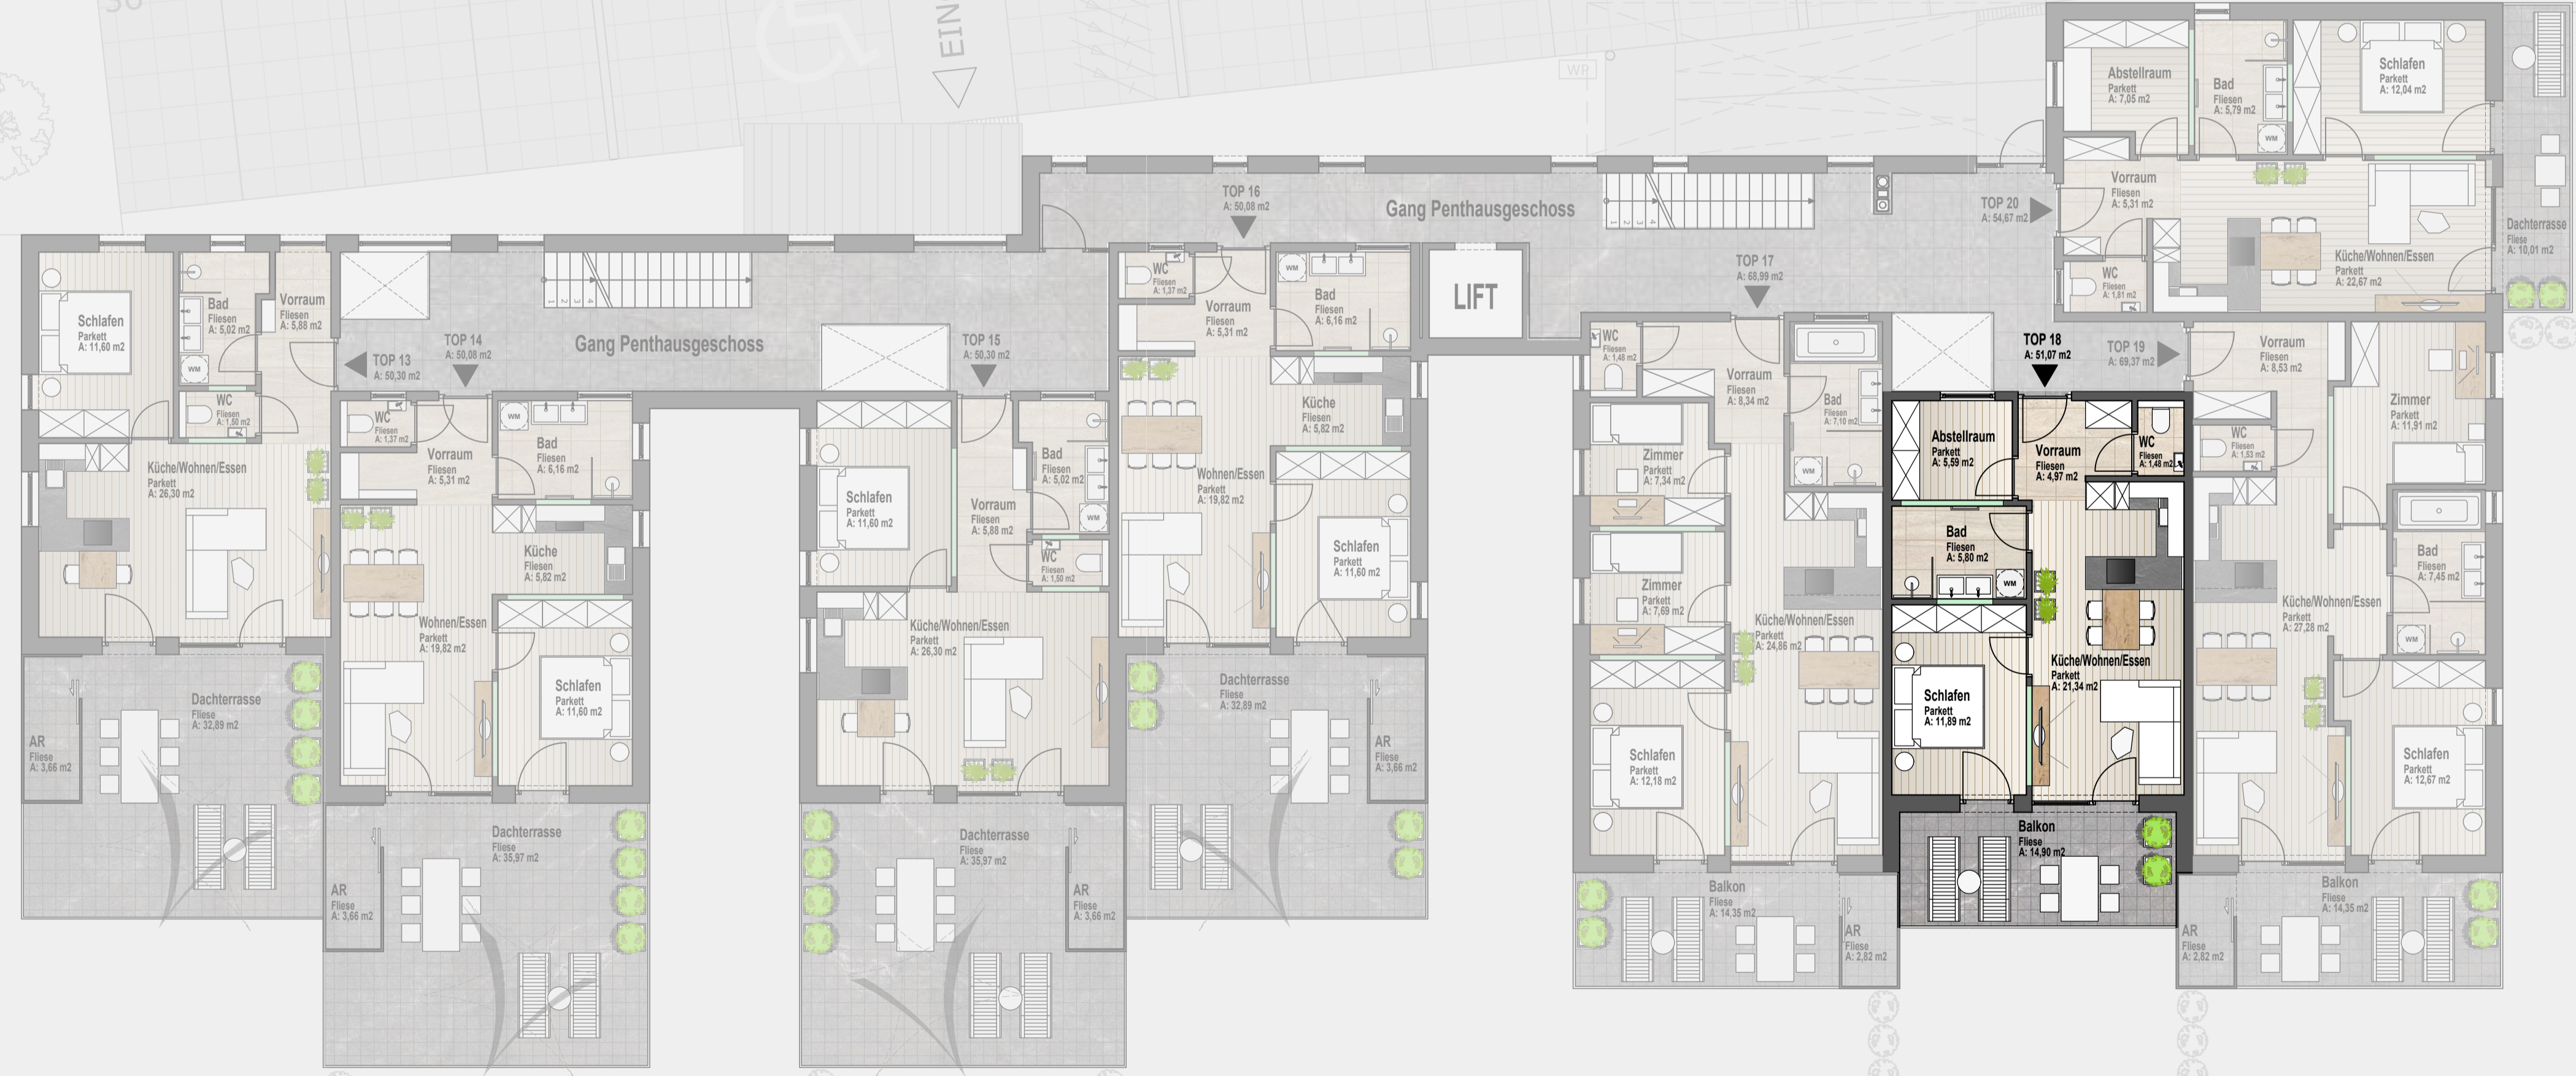 EIN
WP
Gang Penthausgeschoss
Gang Penthausgeschoss
LIFT
TOP 13
A: 50,30 m2
Schlafen
Parkett
A: 11,60 m2
Bad
Fliesen
A: 5,02 m2
WM
Vorraum
Fliesen
A: 5,88 m2
WC
Fliesen
A: 1,50 m2
Küche/Wohnen/Essen
Parkett
A: 26,30 m2
Dachterrasse
Fliese
A: 32,89 m2
AR
Fliese
A: 3,66 m2
TOP 14
A: 50,08 m2
WC
Fliesen
A: 1,37 m2
Vorraum
Fliesen
A: 5,31 m2
WM
Bad
Fliesen
A: 6,16 m2
Küche
Fliesen
A: 5,82 m2
Wohnen/Essen
Parkett
A: 19,82 m2
Schlafen
Parkett
A: 11,60 m2
Dachterrasse
Fliese
A: 35,97 m2
AR
Fliese
A: 3,66 m2
TOP 15
A: 50,30 m2
Schlafen
Parkett
A: 11,60 m2
Vorraum
Fliesen
A: 5,88 m2
Bad
Fliesen
A: 5,02 m2
WM
WC
Fliesen
A: 1,50 m2
Küche/Wohnen/Essen
Parkett
A: 26,30 m2
Dachterrasse
Fliese
A: 35,97 m2
AR
Fliese
A: 3,66 m2
TOP 16
A: 50,08 m2
WC
Fliesen
A: 1,37 m2
Vorraum
Fliesen
A: 5,31 m2
WM
Bad
Fliesen
A: 6,16 m2
Küche
Fliesen
A: 5,82 m2
Wohnen/Essen
Parkett
A: 19,82 m2
Schlafen
Parkett
A: 11,60 m2
Dachterrasse
Fliese
A: 32,89 m2
AR
Fliese
A: 3,66 m2
TOP 17
A: 68,99 m2
WC
Fliesen
A: 1,48 m2
Vorraum
Fliesen
A: 8,34 m2
Bad
Fliesen
A: 7,10 m2
WM
Zimmer
Parkett
A: 7,34 m2
Zimmer
Parkett
A: 7,69 m2
Küche/Wohnen/Essen
Parkett
A: 24,86 m2
Schlafen
Parkett
A: 12,18 m2
Balkon
Fliese
A: 14,35 m2
AR
Fliese
A: 2,82 m2
TOP 18
A: 51,07 m2
Abstellraum
Parkett
A: 5,59 m2
Vorraum
Fliesen
A: 4,97 m2
WC
Fliesen
A: 1,48 m2
Bad
Fliesen
A: 5,80 m2
WM
Küche/Wohnen/Essen
Parkett
A: 21,34 m2
Schlafen
Parkett
A: 11,89 m2
Balkon
Fliese
A: 14,90 m2
TOP 19
A: 69,37 m2
Vorraum
Fliesen
A: 8,53 m2
Zimmer
Parkett
A: 11,91 m2
WC
Fliesen
A: 1,53 m2
Bad
Fliesen
A: 7,45 m2
WM
Küche/Wohnen/Essen
Parkett
A: 27,28 m2
Schlafen
Parkett
A: 12,67 m2
Balkon
Fliese
A: 14,35 m2
AR
Fliese
A: 2,82 m2
TOP 20
A: 54,67 m2
Abstellraum
Parkett
A: 7,05 m2
Bad
Fliesen
A: 5,79 m2
WM
Schlafen
Parkett
A: 12,04 m2
Vorraum
Fliesen
A: 5,31 m2
WC
Fliesen
A: 1,81 m2
Küche/Wohnen/Essen
Parkett
A: 22,67 m2
Dachterrasse
Fliese
A: 10,01 m2